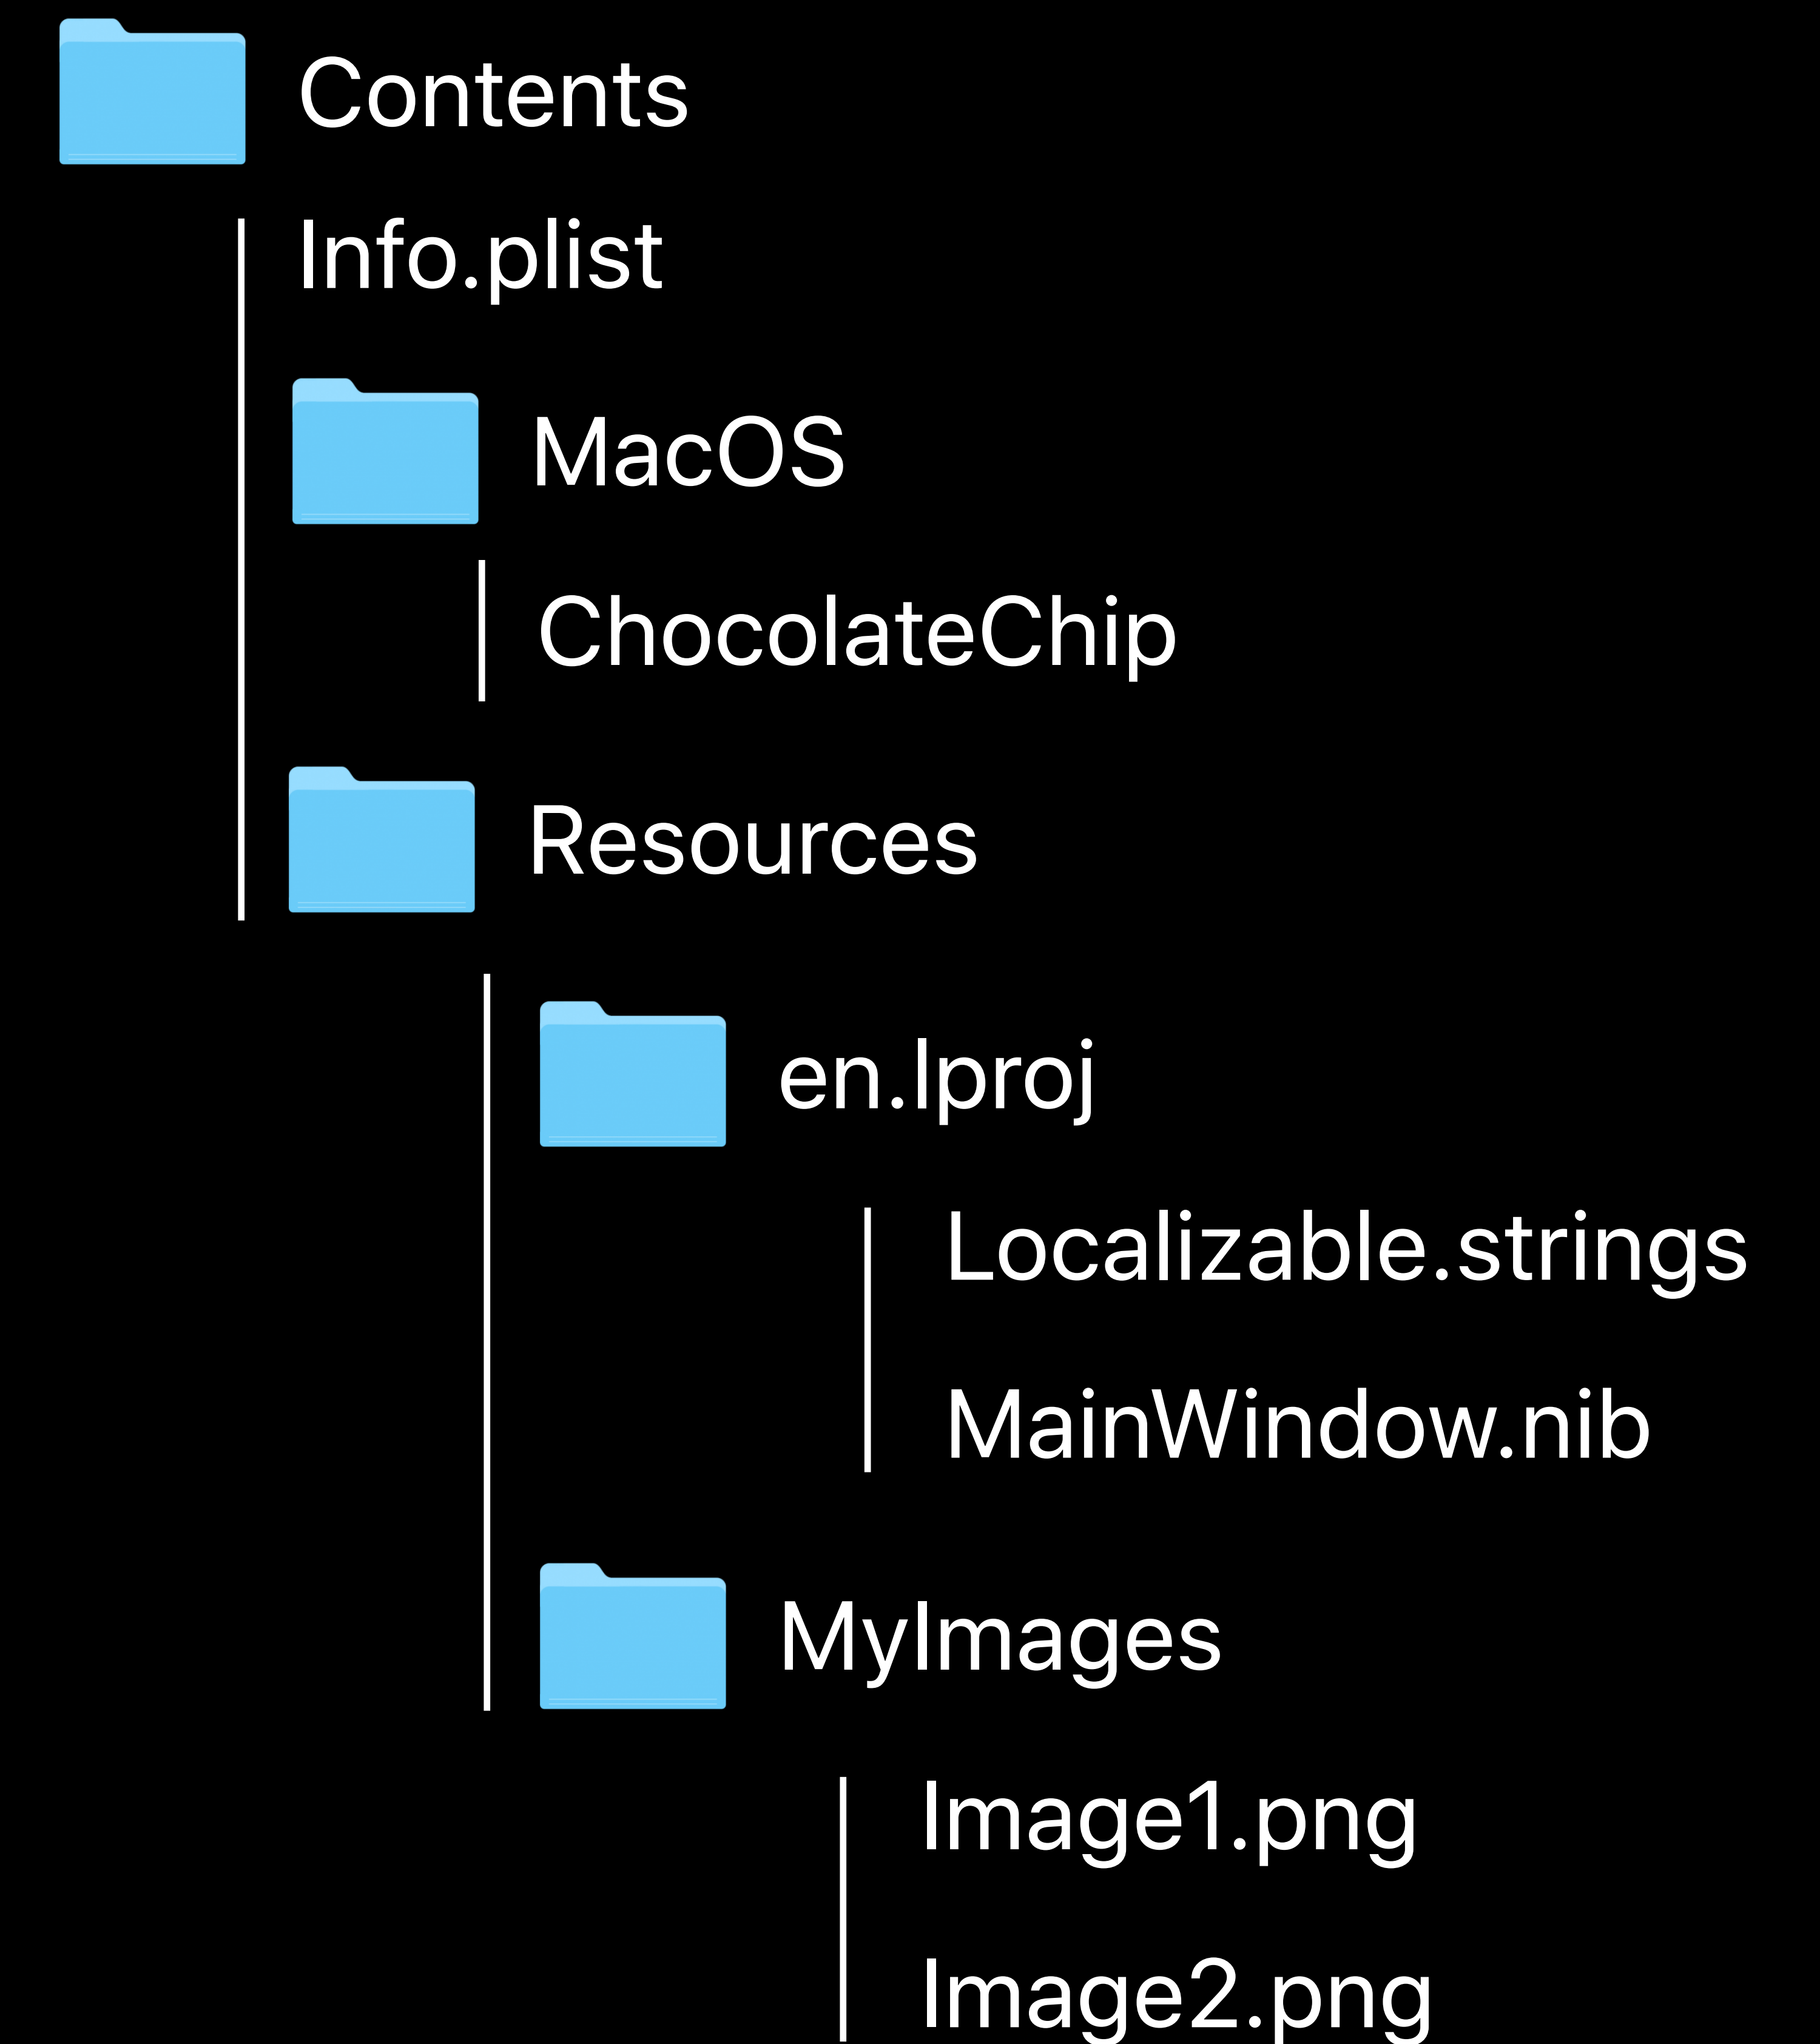 Contents
Info.plist
MacOS
ChocolateChip
Resources
en.lproj
Localizable.strings
MainWindow.nib
MyImages
Image1.png
Image2.png